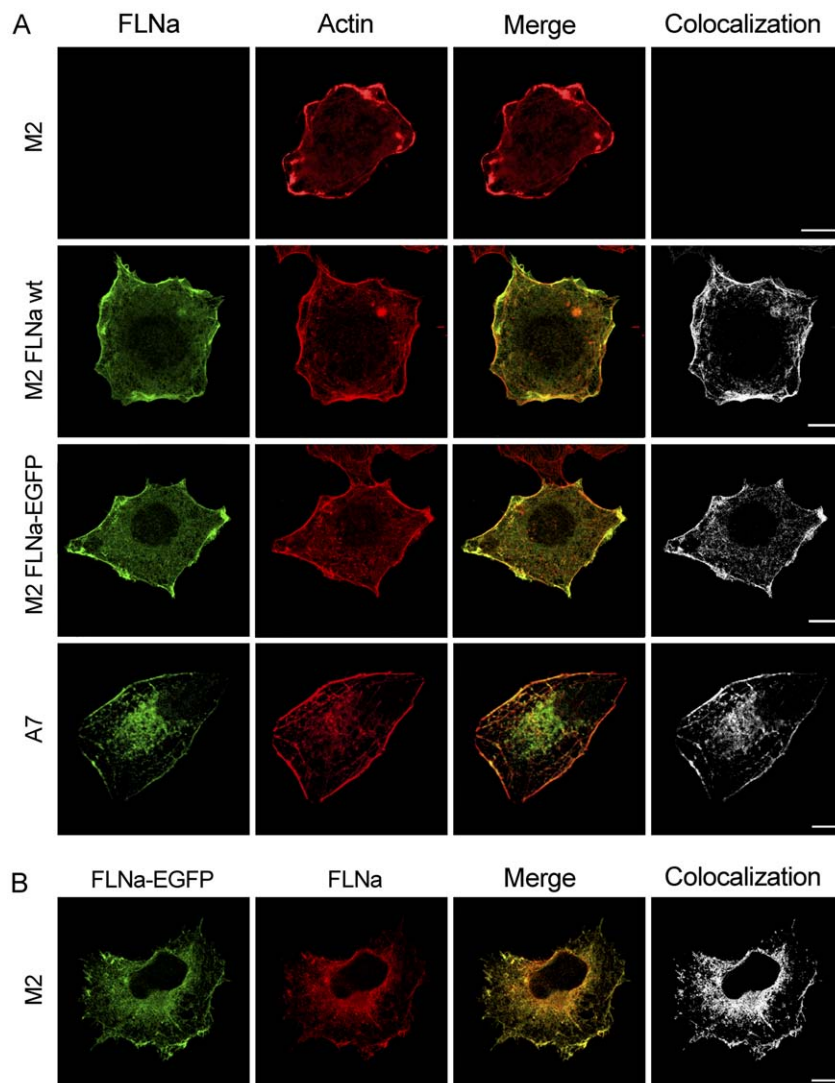 A
FLNa Actin Merge Colocalization
M2
M2 FLNa wt
M2 FLNa-EGFP
A7
B
FLNa-EGFP FLNa Merge Colocalization
M2